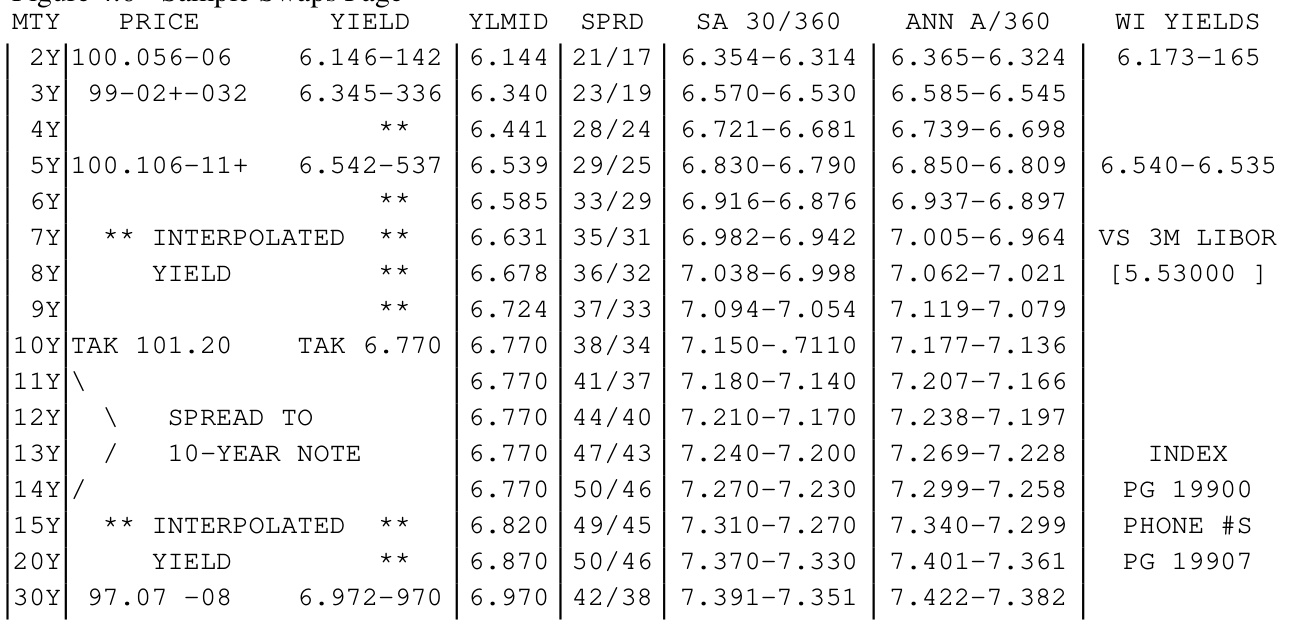 Figure 4.6 Sample Swaps Page
MTY PRICE YIELD YLMID SPRD SA 30/360 ANN A/360 WI YIELDS
2Y 100.056-06 6.146-142 6.144 21/17 6.354-6.314 6.365-6.324 6.173-165
3Y 99-02+-032 6.345-336 6.340 23/19 6.570-6.530 6.585-6.545
4Y ** 6.441 28/24 6.721-6.681 6.739-6.698
5Y 100.106-11+ 6.542-537 6.539 29/25 6.830-6.790 6.850-6.809 6.540-6.535
6Y ** 6.585 33/29 6.916-6.876 6.937-6.897
7Y ** INTERPOLATED ** 6.631 35/31 6.982-6.942 7.005-6.964 VS 3M LIBOR
8Y YIELD ** 6.678 36/32 7.038-6.998 7.062-7.021 [5.53000 ]
9Y ** 6.724 37/33 7.094-7.054 7.119-7.079
10Y TAK 101.20 TAK 6.770 6.770 38/34 7.150-.7110 7.177-7.136
11Y \ 6.770 41/37 7.180-7.140 7.207-7.166
12Y \ SPREAD TO 6.770 44/40 7.210-7.170 7.238-7.197
13Y / 10-YEAR NOTE 6.770 47/43 7.240-7.200 7.269-7.228 INDEX
14Y / 6.770 50/46 7.270-7.230 7.299-7.258 PG 19900
15Y ** INTERPOLATED ** 6.820 49/45 7.310-7.270 7.340-7.299 PHONE #S
20Y YIELD ** 6.870 50/46 7.370-7.330 7.401-7.361 PG 19907
30Y 97.07 -08 6.972-970 6.970 42/38 7.391-7.351 7.422-7.382